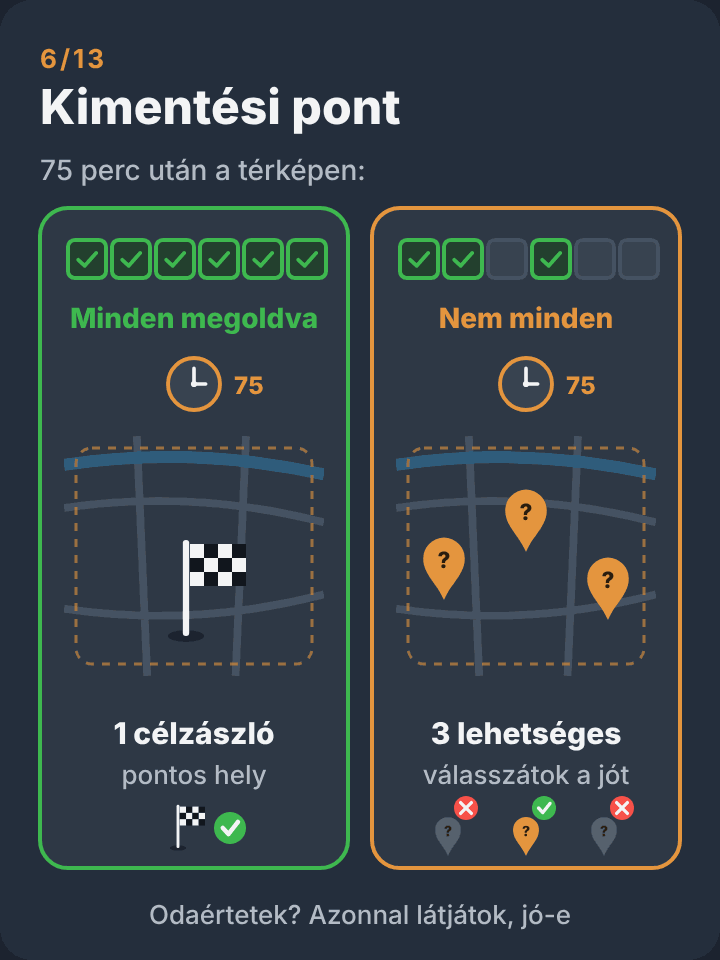 6/13
Kimentési pont
75 perc után a térképen:
Minden megoldva
75
1 célzászló
pontos hely
Nem minden
75
?
?
?
3 lehetséges
válasszátok a jót
?
?
?
Odaértetek? Azonnal látjátok, jó-e